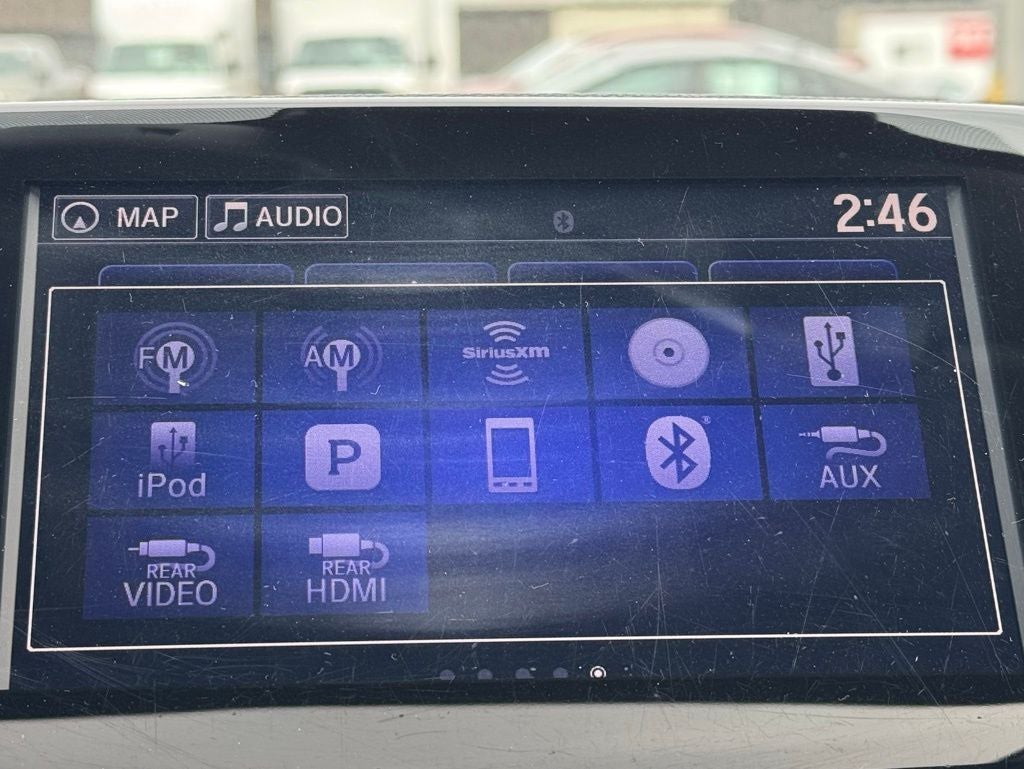 MAP
AUDIO
2:46
FM
AM
SiriusXM
iPod
P
®
AUX
REAR
VIDEO
REAR
HDMI